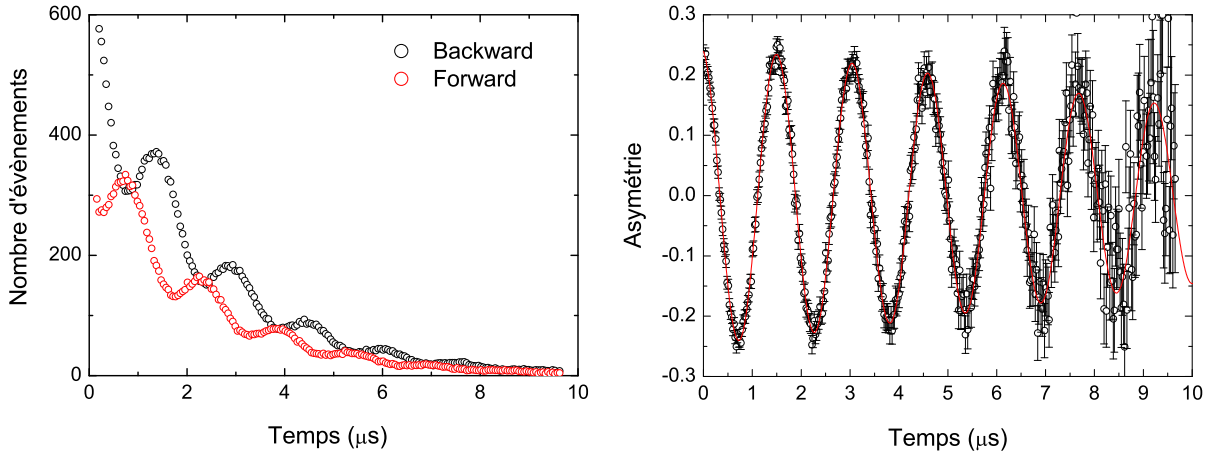 600
400
200
0
Nombre d'évènements
Backward
Forward
0 2 4 6 8 10
Temps (μs)
0.3
0.2
0.1
0.0
-0.1
-0.2
-0.3
Asymétrie
0 1 2 3 4 5 6 7 8 9 10
Temps (μs)